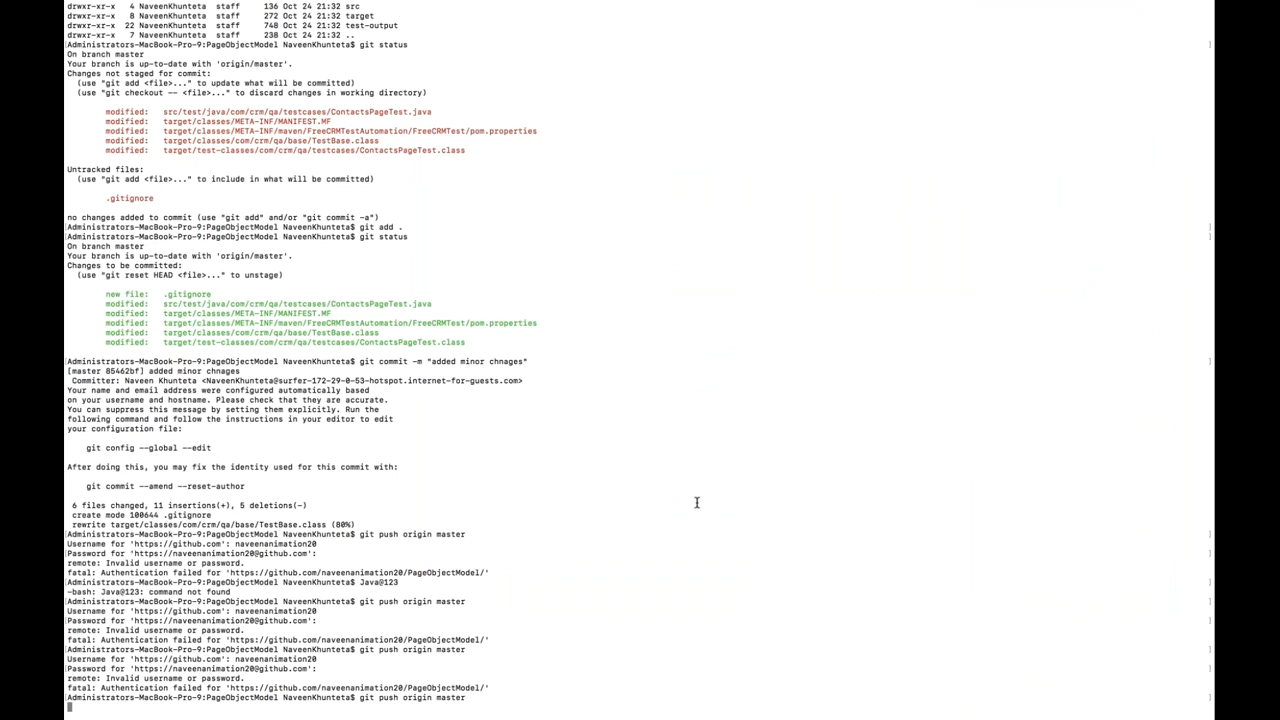 drwxr-xr-x   4 NaveenKhunteta  staff    136 Oct 24 21:32 src
drwxr-xr-x   8 NaveenKhunteta  staff    272 Oct 24 21:32 target
drwxr-xr-x  22 NaveenKhunteta  staff    748 Oct 24 21:32 test-output
drwxr-xr-x   7 NaveenKhunteta  staff    238 Oct 24 21:32 ..
[Administrators-MacBook-Pro-9:PageObjectModel NaveenKhunteta$ git status ]
On branch master
Your branch is up-to-date with 'origin/master'.
Changes not staged for commit:
  (use "git add <file>..." to update what will be committed)
  (use "git checkout -- <file>..." to discard changes in working directory)
modified:   src/test/java/com/crm/qa/testcases/ContactsPageTest.java
modified:   target/classes/META-INF/MANIFEST.MF
modified:   target/classes/META-INF/maven/FreeCRMTestAutomation/FreeCRMTest/pom.properties
modified:   target/classes/com/crm/qa/base/TestBase.class
modified:   target/test-classes/com/crm/qa/testcases/ContactsPageTest.class
Untracked files:
  (use "git add <file>..." to include in what will be committed)
.gitignore
no changes added to commit (use "git add" and/or "git commit -a")
[Administrators-MacBook-Pro-9:PageObjectModel NaveenKhunteta$ git add . ]
[Administrators-MacBook-Pro-9:PageObjectModel NaveenKhunteta$ git status ]
On branch master
Your branch is up-to-date with 'origin/master'.
Changes to be committed:
  (use "git reset HEAD <file>..." to unstage)
new file:   .gitignore
modified:   src/test/java/com/crm/qa/testcases/ContactsPageTest.java
modified:   target/classes/META-INF/MANIFEST.MF
modified:   target/classes/META-INF/maven/FreeCRMTestAutomation/FreeCRMTest/pom.properties
modified:   target/classes/com/crm/qa/base/TestBase.class
modified:   target/test-classes/com/crm/qa/testcases/ContactsPageTest.class
[Administrators-MacBook-Pro-9:PageObjectModel NaveenKhunteta$ git commit -m "added minor chnages" ]
[master 85462bf] added minor chnages
 Committer: Naveen Khunteta <NaveenKhunteta@surfer-172-29-0-53-hotspot.internet-for-guests.com>
Your name and email address were configured automatically based
on your username and hostname. Please check that they are accurate.
You can suppress this message by setting them explicitly. Run the
following command and follow the instructions in your editor to edit
your configuration file:
    git config --global --edit
After doing this, you may fix the identity used for this commit with:
    git commit --amend --reset-author
 6 files changed, 11 insertions(+), 5 deletions(-)
 create mode 100644 .gitignore
 rewrite target/classes/com/crm/qa/base/TestBase.class (80%)
[Administrators-MacBook-Pro-9:PageObjectModel NaveenKhunteta$ git push origin master ]
Username for 'https://github.com': naveenanimation20
[Password for 'https://naveenanimation20@github.com': ]
remote: Invalid username or password.
fatal: Authentication failed for 'https://github.com/naveenanimation20/PageObjectModel/'
[Administrators-MacBook-Pro-9:PageObjectModel NaveenKhunteta$ Java@123 ]
-bash: Java@123: command not found
[Administrators-MacBook-Pro-9:PageObjectModel NaveenKhunteta$ git push origin master ]
Username for 'https://github.com': naveenanimation20
[Password for 'https://naveenanimation20@github.com': ]
remote: Invalid username or password.
fatal: Authentication failed for 'https://github.com/naveenanimation20/PageObjectModel/'
[Administrators-MacBook-Pro-9:PageObjectModel NaveenKhunteta$ git push origin master ]
Username for 'https://github.com': naveenanimation20
[Password for 'https://naveenanimation20@github.com': ]
remote: Invalid username or password.
fatal: Authentication failed for 'https://github.com/naveenanimation20/PageObjectModel/'
[Administrators-MacBook-Pro-9:PageObjectModel NaveenKhunteta$ git push origin master ]